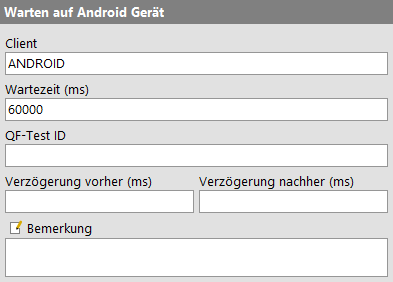 Warten auf Android Gerät
Client
ANDROID
Wartezeit (ms)
60000
QF-Test ID
Verzögerung vorher (ms) Verzögerung nachher (ms)
Bemerkung